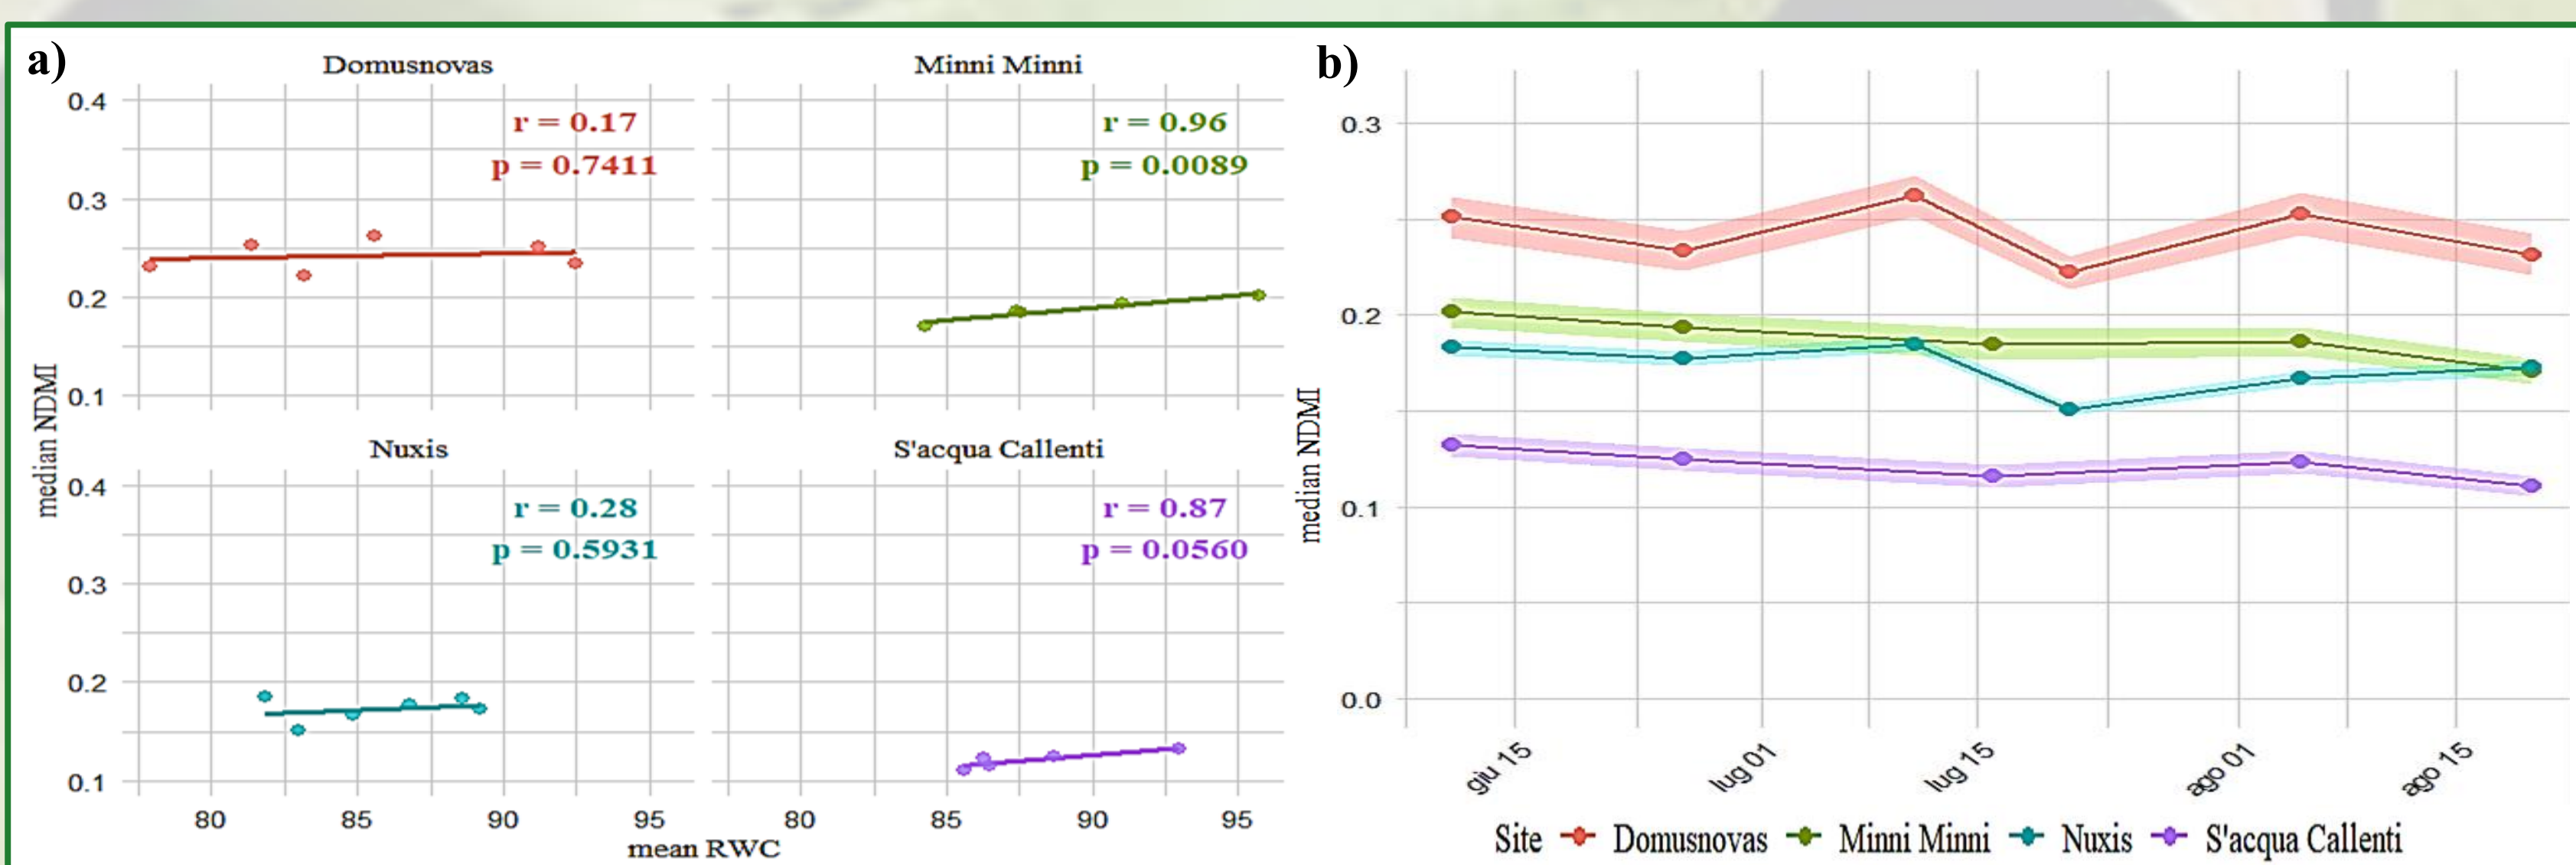 a)
Domusnovas
Minni Minni
0.4
0.3
0.2
0.1
r = 0.17
p = 0.7411
r = 0.96
p = 0.0089
median NDMI
Nuxis
S'acqua Callenti
0.4
0.3
0.2
0.1
r = 0.28
p = 0.5931
r = 0.87
p = 0.0560
80 85 90 95 80 85 90 95
mean RWC
b)
0.3
0.2
0.1
0.0
median NDMI
giu 15 lug 01 lug 15 ago 01 ago 15
Site Domusnovas Minni Minni Nuxis S'acqua Callenti